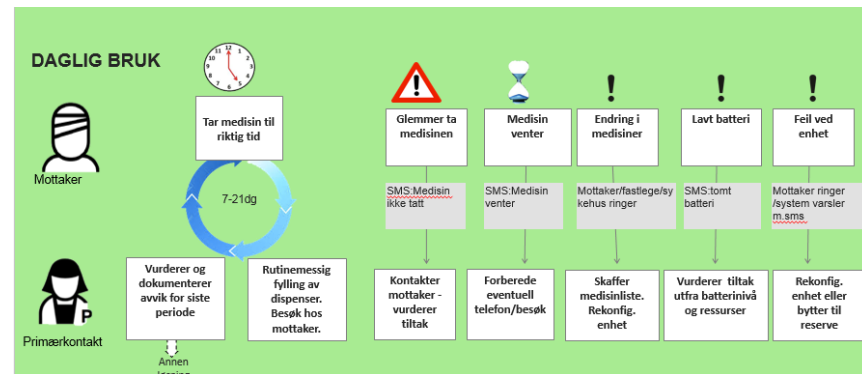 DAGLIG BRUK
Mottaker
Tar medisin til
riktig tid
7-21dg
Vurderer og
dokumenterer
avvik for siste
periode
Rutinemessig
fylling av
dispenser.
Besøk hos
mottaker.
P
Primærkontakt
Annen
Glemmer ta
medisinen
Medisin
venter
Endring i
medisiner
Lavt batteri
Feil ved
enhet
SMS:Medisin
ikke tatt
SMS:Medisin
venter
Mottaker/fastlege/sy
kehus ringer
SMS:tomt
batteri
Mottaker ringer
/system varsler
m.sms
Kontakter
mottaker -
vurderer
tiltak
Forberede
eventuell
telefon/besøk
Skaffer
medisinliste.
Rekonfig.
enhet
Vurderer tiltak
utfra batterinivå
og ressurser
Rekonfig.
enhet eller
bytter til
reserve